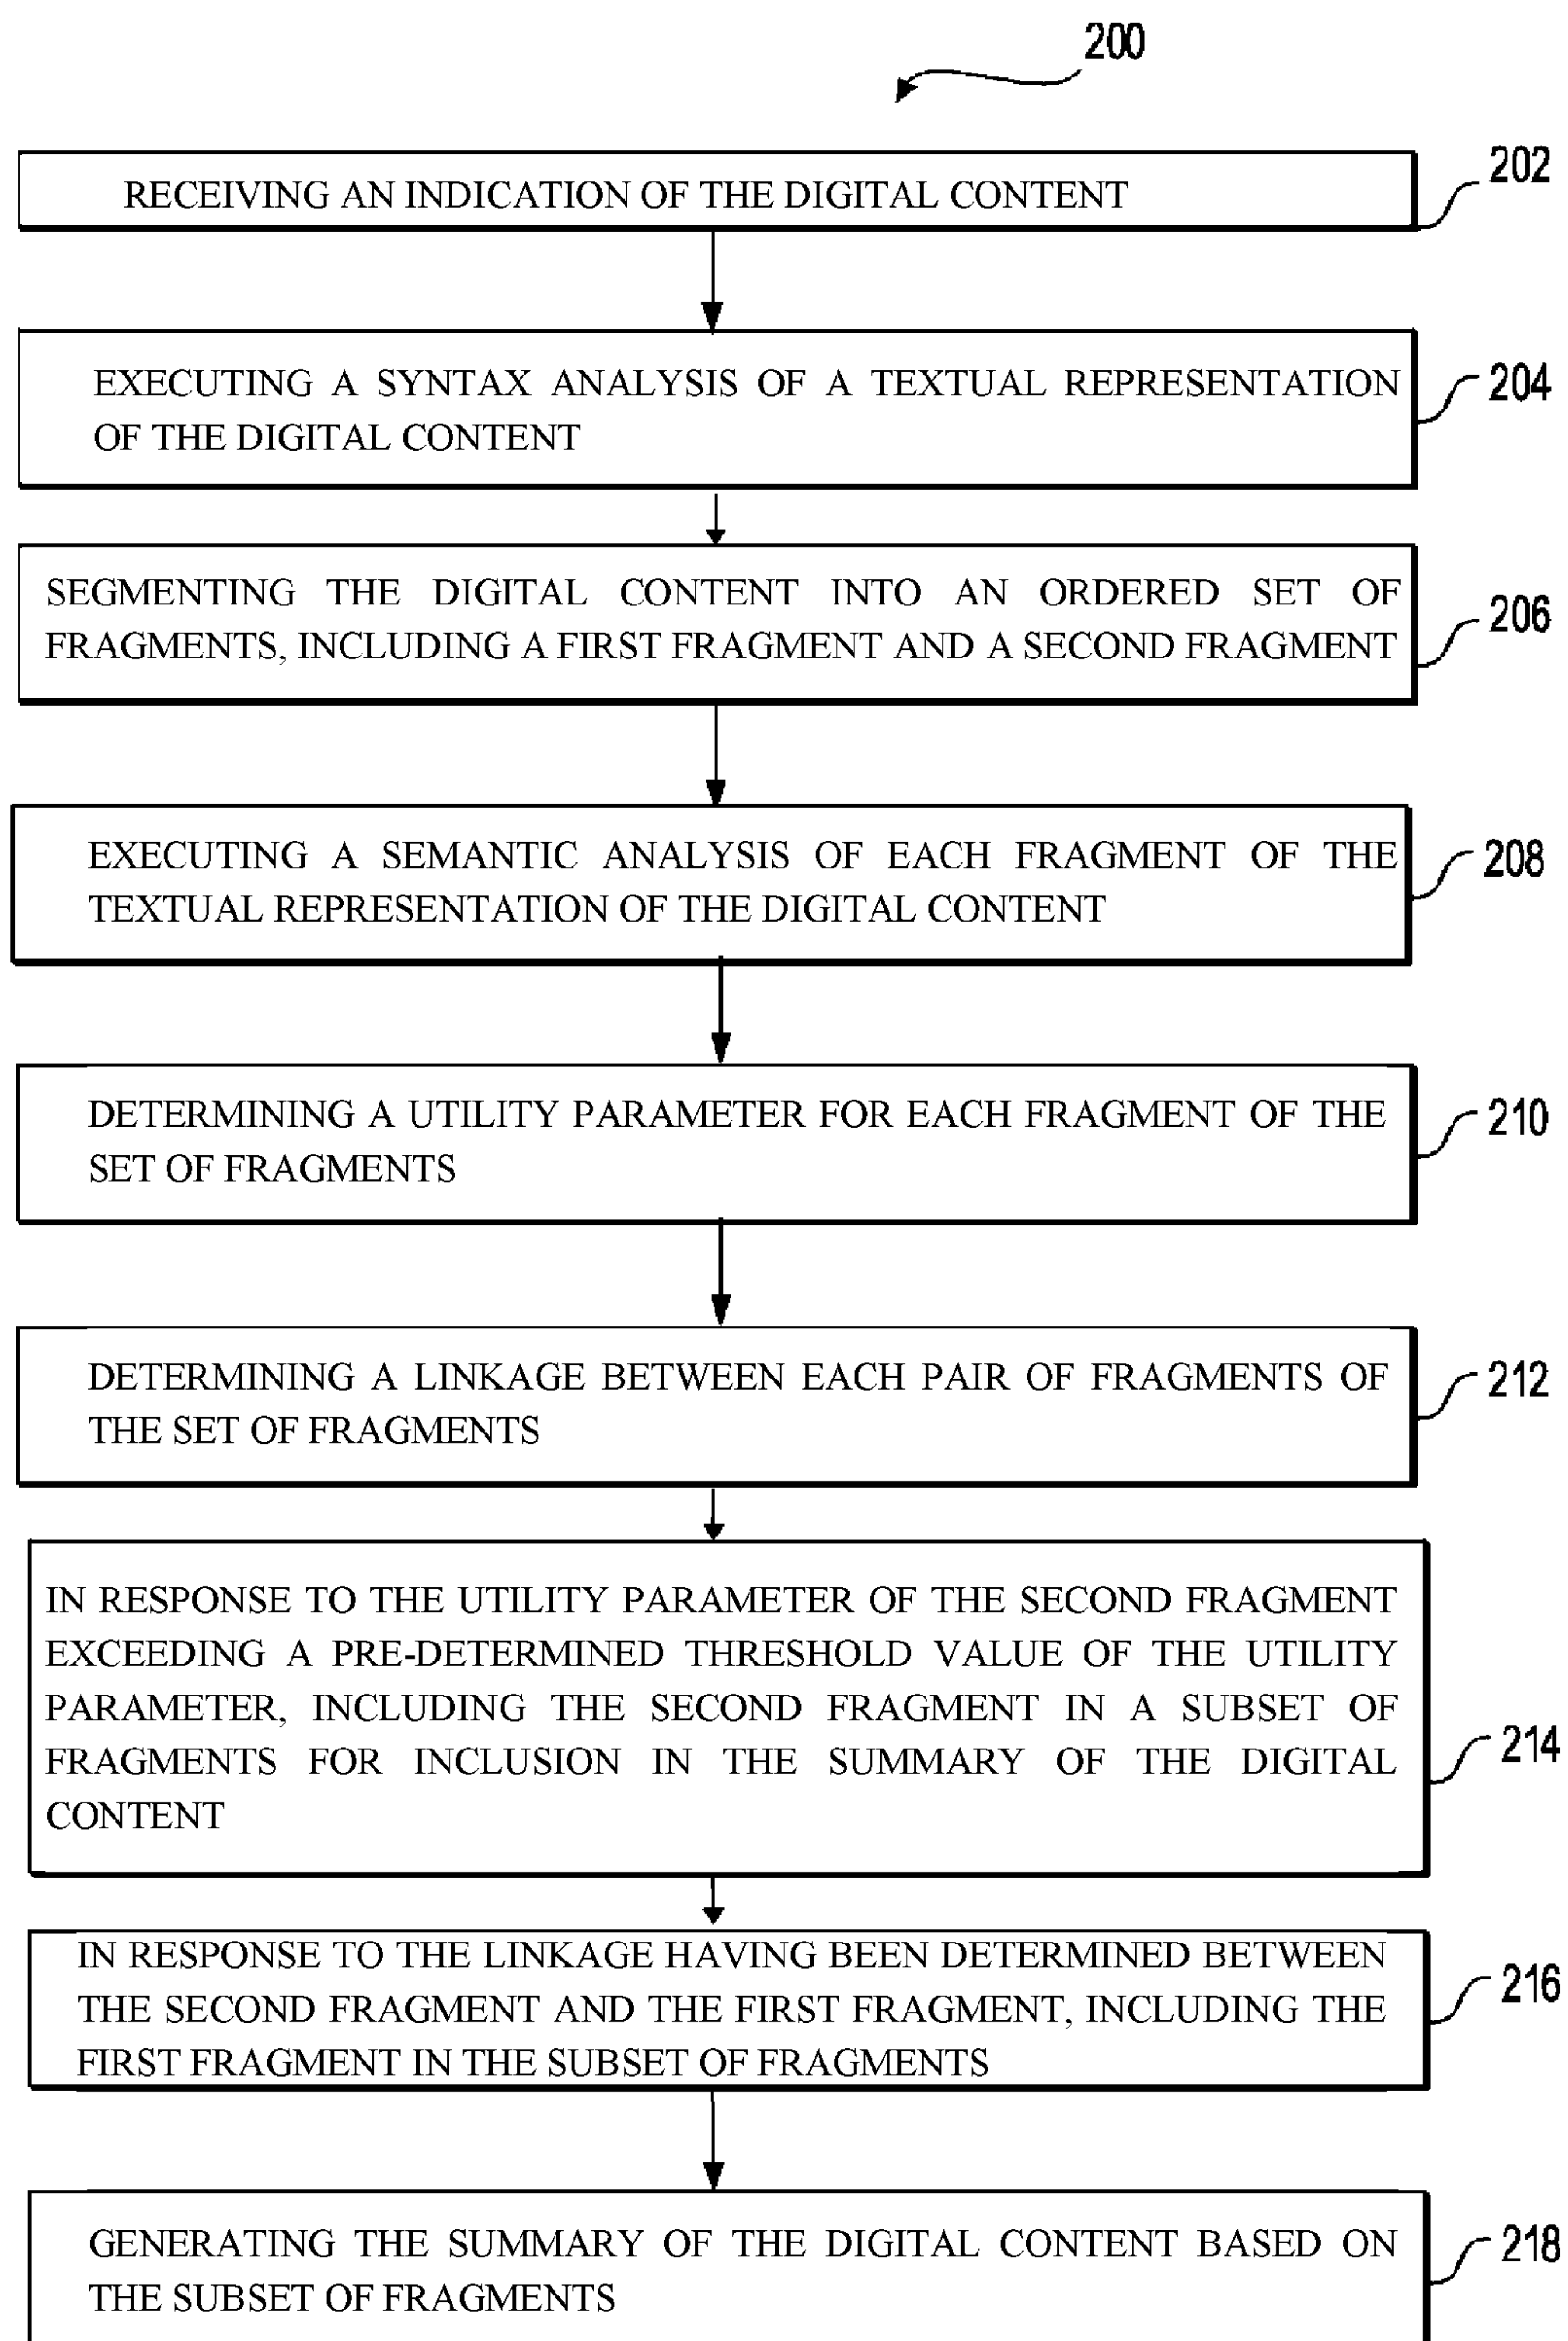 200
RECEIVING AN INDICATION OF THE DIGITAL CONTENT
202
EXECUTING A SYNTAX ANALYSIS OF A TEXTUAL REPRESENTATION
OF THE DIGITAL CONTENT
204
SEGMENTING THE DIGITAL CONTENT INTO AN ORDERED SET OF
FRAGMENTS, INCLUDING A FIRST FRAGMENT AND A SECOND FRAGMENT
206
EXECUTING A SEMANTIC ANALYSIS OF EACH FRAGMENT OF THE
TEXTUAL REPRESENTATION OF THE DIGITAL CONTENT
208
DETERMINING A UTILITY PARAMETER FOR EACH FRAGMENT OF THE
SET OF FRAGMENTS
210
DETERMINING A LINKAGE BETWEEN EACH PAIR OF FRAGMENTS OF
THE SET OF FRAGMENTS
212
IN RESPONSE TO THE UTILITY PARAMETER OF THE SECOND FRAGMENT
EXCEEDING A PRE-DETERMINED THRESHOLD VALUE OF THE UTILITY
PARAMETER, INCLUDING THE SECOND FRAGMENT IN A SUBSET OF
FRAGMENTS FOR INCLUSION IN THE SUMMARY OF THE DIGITAL
CONTENT
214
IN RESPONSE TO THE LINKAGE HAVING BEEN DETERMINED BETWEEN
THE SECOND FRAGMENT AND THE FIRST FRAGMENT, INCLUDING THE
FIRST FRAGMENT IN THE SUBSET OF FRAGMENTS
216
GENERATING THE SUMMARY OF THE DIGITAL CONTENT BASED ON
THE SUBSET OF FRAGMENTS
218